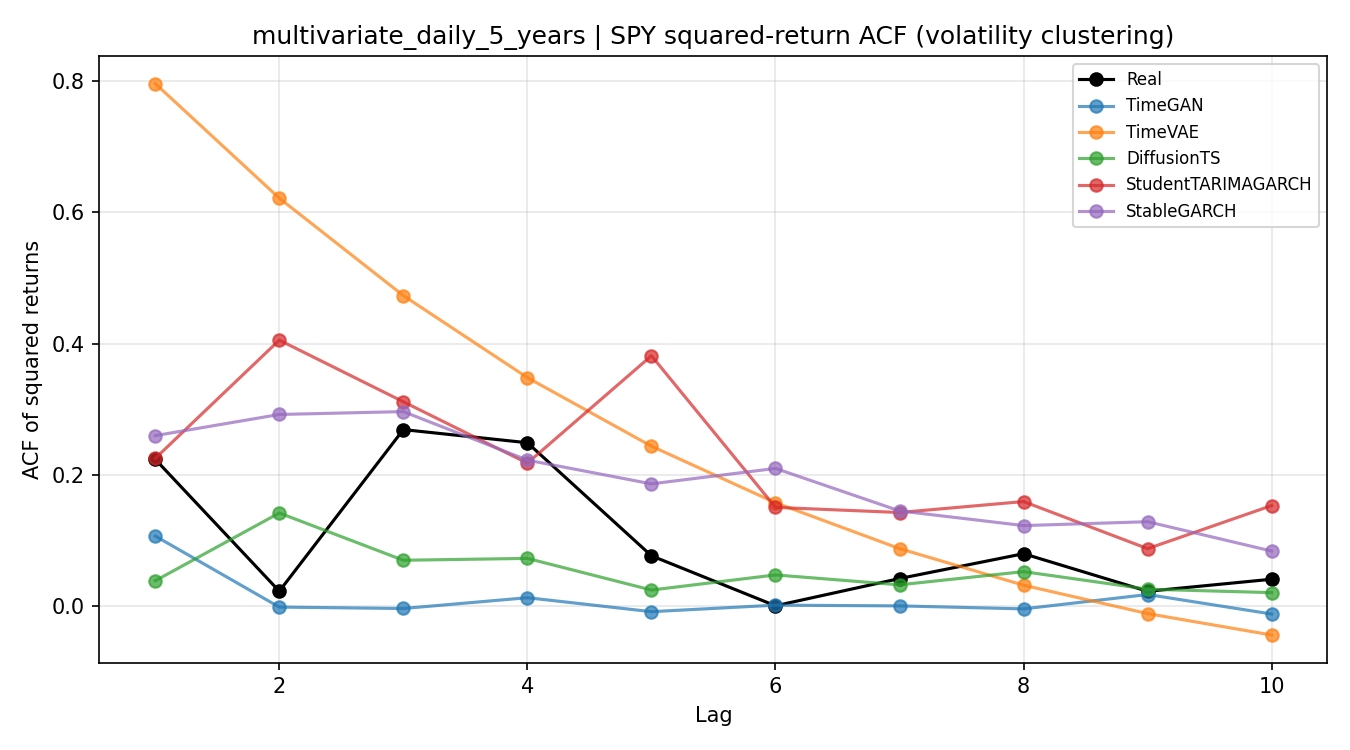 multivariate_daily_5_years | SPY squared-return ACF (volatility clustering)
0.8
0.6
0.4
0.2
0.0
ACF of squared returns
2
4
6
8
10
Lag
Real
TimeGAN
TimeVAE
DiffusionTS
StudentTARIMAGARCH
StableGARCH